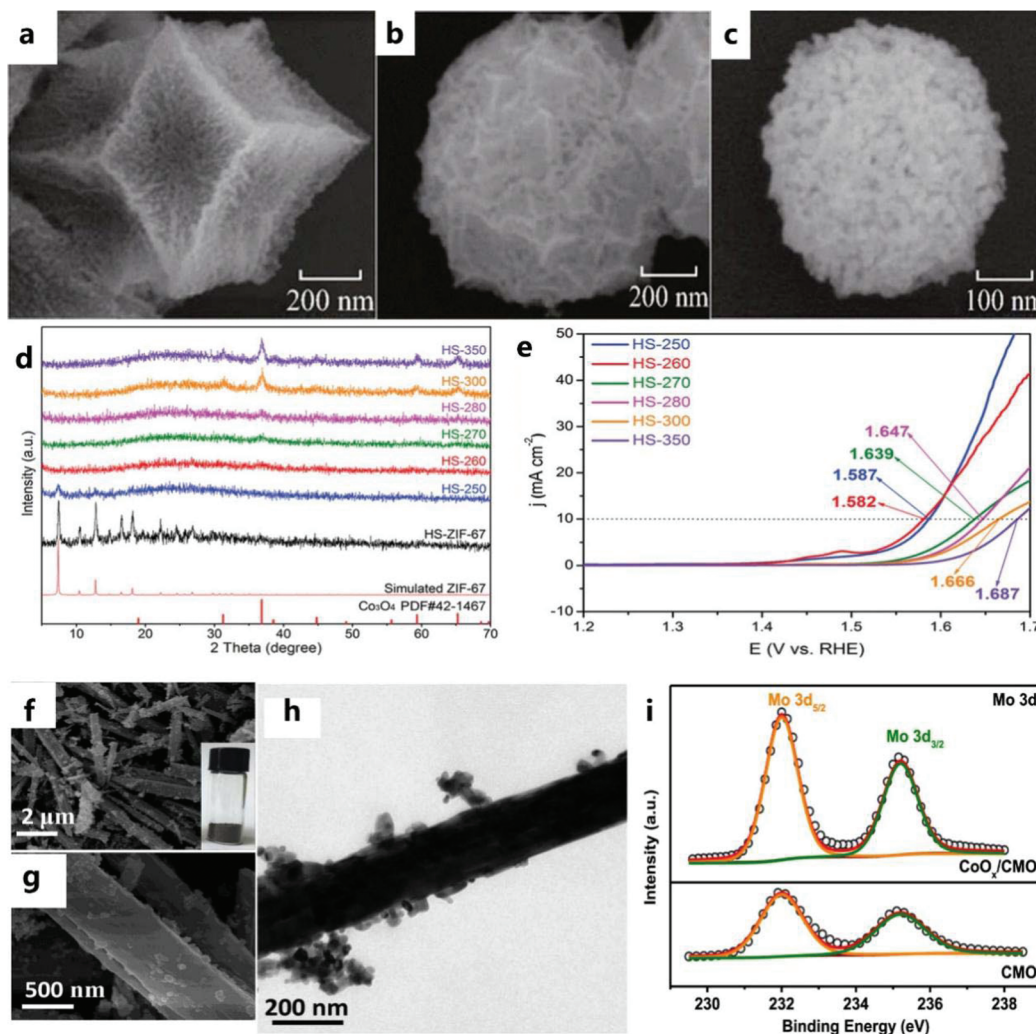 a
200 nm
b
200 nm
c
100 nm
d
HS-350
HS-300
HS-280
HS-270
HS-260
HS-250
HS-ZIF-67
Simulated ZIF-67
Co₃O₄ PDF#42-1467
Intensity (a.u.)
10 20 30 40 50 60 70
2 Theta (degree)
e
HS-250
HS-260
HS-270
HS-280
HS-300
HS-350
1.647
1.639
1.587
1.582
1.666
1.687
50
40
30
20
10
0
-10
j (mA cm⁻²)
1.2 1.3 1.4 1.5 1.6 1.7
E (V vs. RHE)
f
2 μm
g
500 nm
h
200 nm
i
Mo 3d₅/₂
Mo 3d
Mo 3d₃/₂
CoOₓ/CMO
CMO
Intensity (a.u.)
230 232 234 236 238
Binding Energy (eV)